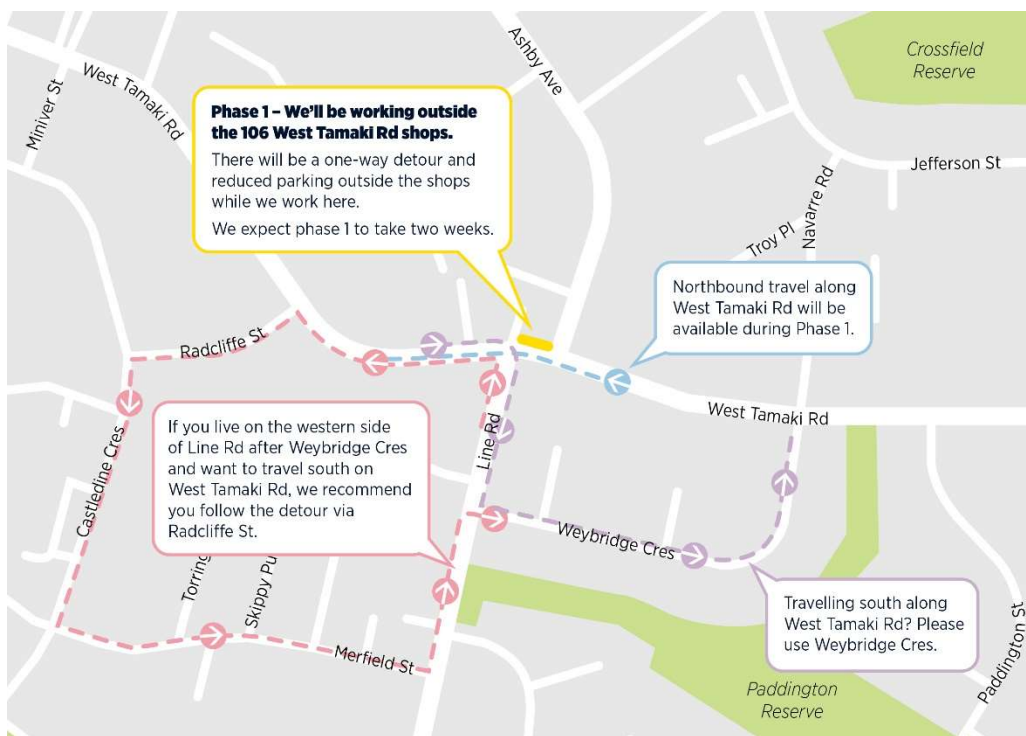 Crossfield
Reserve
Ashby Ave
West Tamaki Rd
Miniver St
Phase 1 – We'll be working outside
the 106 West Tamaki Rd shops.
There will be a one-way detour and
reduced parking outside the shops
while we work here.
We expect phase 1 to take two weeks.
Jefferson St
Navarre Rd
Troy Pl
Northbound travel along
West Tamaki Rd will be
available during Phase 1.
Radcliffe St
West Tamaki Rd
Line Rd
If you live on the western side
of Line Rd after Weybridge Cres
and want to travel south on
West Tamaki Rd, we recommend
you follow the detour via
Radcliffe St.
Castledine Cres
Weybridge Cres
Torring
Skippy Pu
Merfield St
Travelling south along
West Tamaki Rd? Please
use Weybridge Cres.
Paddington St
Paddington
Reserve